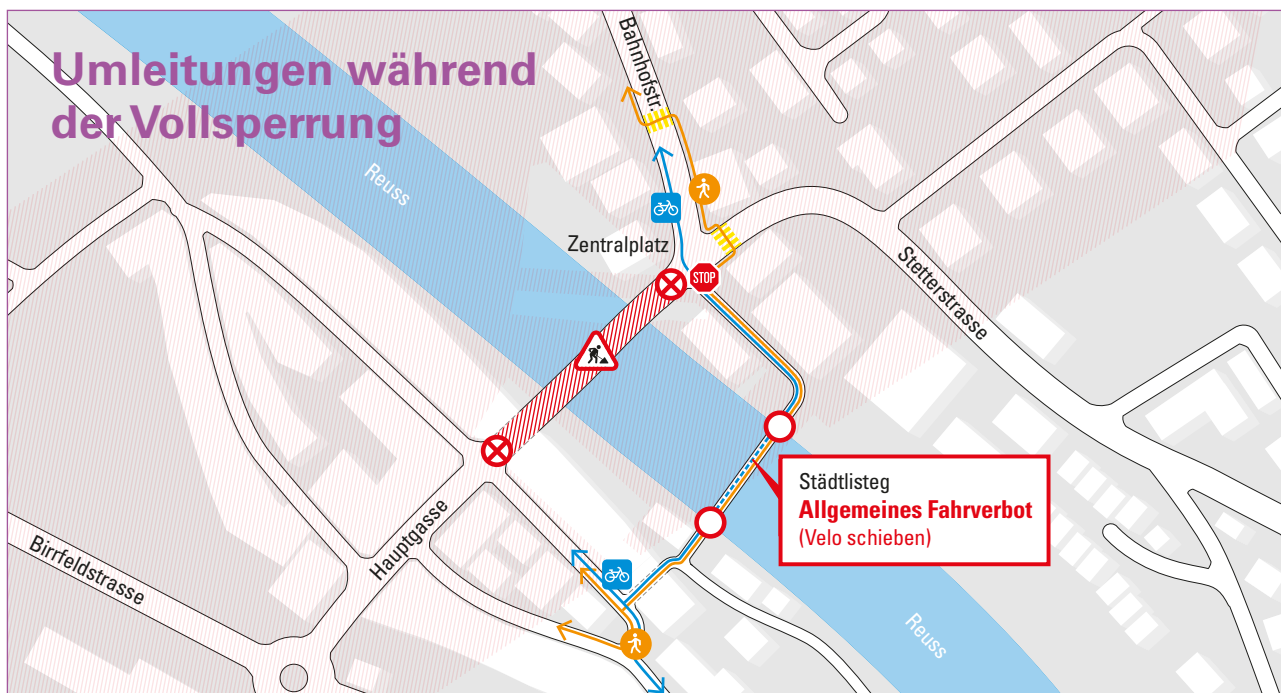 Umleitungen während
der Vollsperrung
Bahnhofstr.
Reuss
Zentralplatz
STOP
Stetterstrasse
Städtlisteg
Allgemeines Fahrverbot
(Velo schieben)
Hauptgasse
Birrfeldstrasse
Reuss